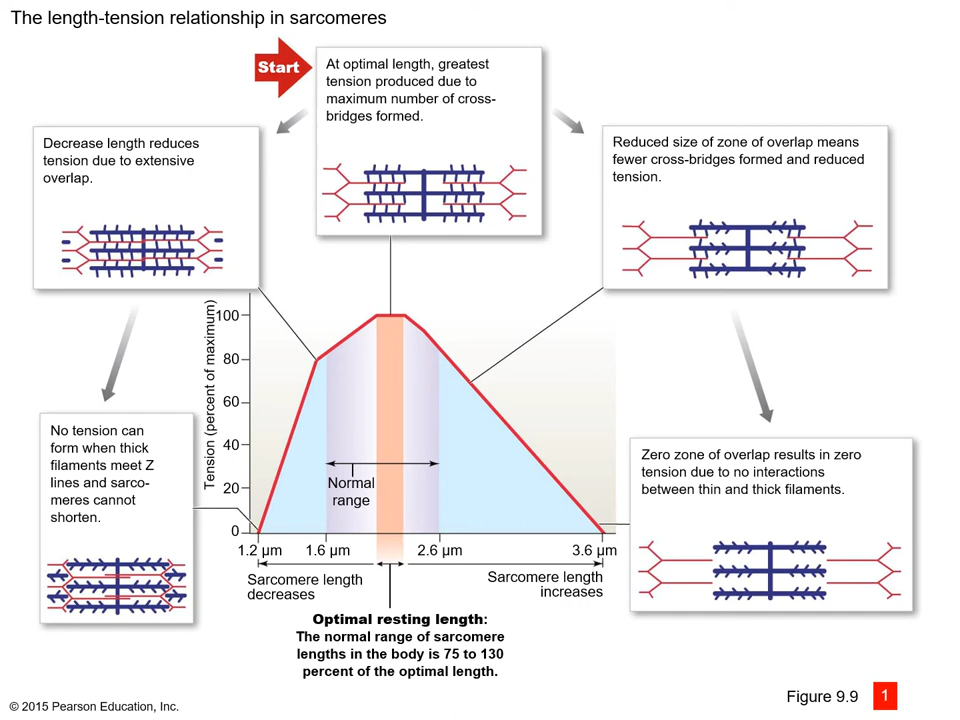 The length-tension relationship in sarcomeres
Start
At optimal length, greatest
tension produced due to
maximum number of cross-
bridges formed.
Decrease length reduces
tension due to extensive
overlap.
Reduced size of zone of overlap means
fewer cross-bridges formed and reduced
tension.
No tension can
form when thick
filaments meet Z
lines and sarco-
meres cannot
shorten.
Zero zone of overlap results in zero
tension due to no interactions
between thin and thick filaments.
Tension (percent of maximum)
100
80
60
40
20
0
Normal
range
1.2 µm
1.6 µm
2.6 µm
3.6 µm
Sarcomere length
decreases
Sarcomere length
increases
Optimal resting length:
The normal range of sarcomere
lengths in the body is 75 to 130
percent of the optimal length.
Figure 9.9
1
© 2015 Pearson Education, Inc.